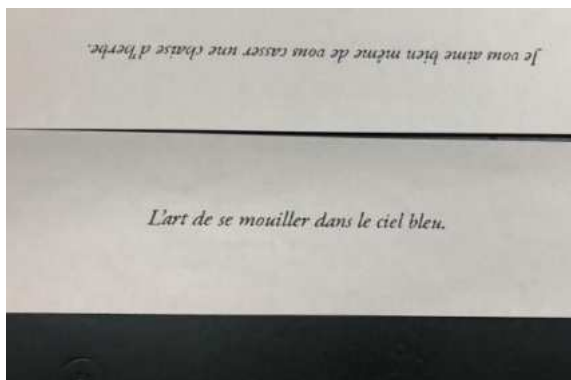 Je vous aime bien même de vous casser une chaise d'herbe.
L'art de se mouiller dans le ciel bleu.